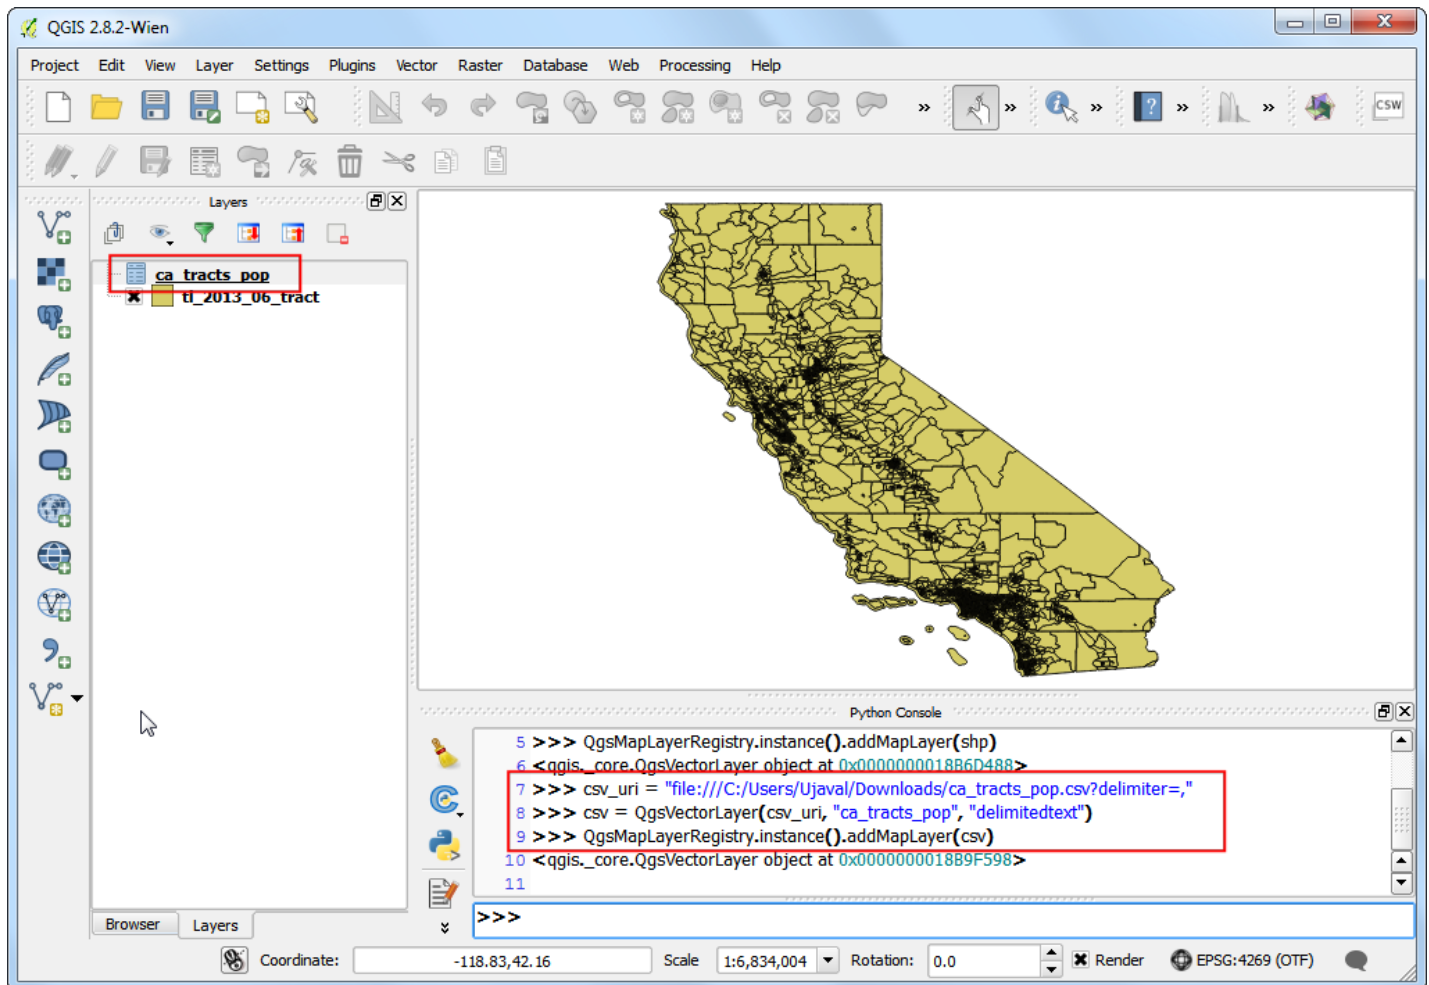 QGIS 2.8.2-Wien
Project Edit View Layer Settings Plugins Vector Raster Database Web Processing Help
» » » » » CSW
Layers
ca_tracts_pop
tl_2013_06_tract
Python Console
5 >>> QgsMapLayerRegistry.instance().addMapLayer(shp)
6 <qgis._core.QgsVectorLayer object at 0x0000000018B6D488>
7 >>> csv_uri = "file:///C:/Users/Ujaval/Downloads/ca_tracts_pop.csv?delimiter=,"
8 >>> csv = QgsVectorLayer(csv_uri, "ca_tracts_pop", "delimitedtext")
9 >>> QgsMapLayerRegistry.instance().addMapLayer(csv)
10 <qgis._core.QgsVectorLayer object at 0x0000000018B9F598>
11
>>>
Browser Layers
Coordinate: -118.83,42.16 Scale 1:6,834,004 Rotation: 0.0 Render EPSG:4269 (OTF)